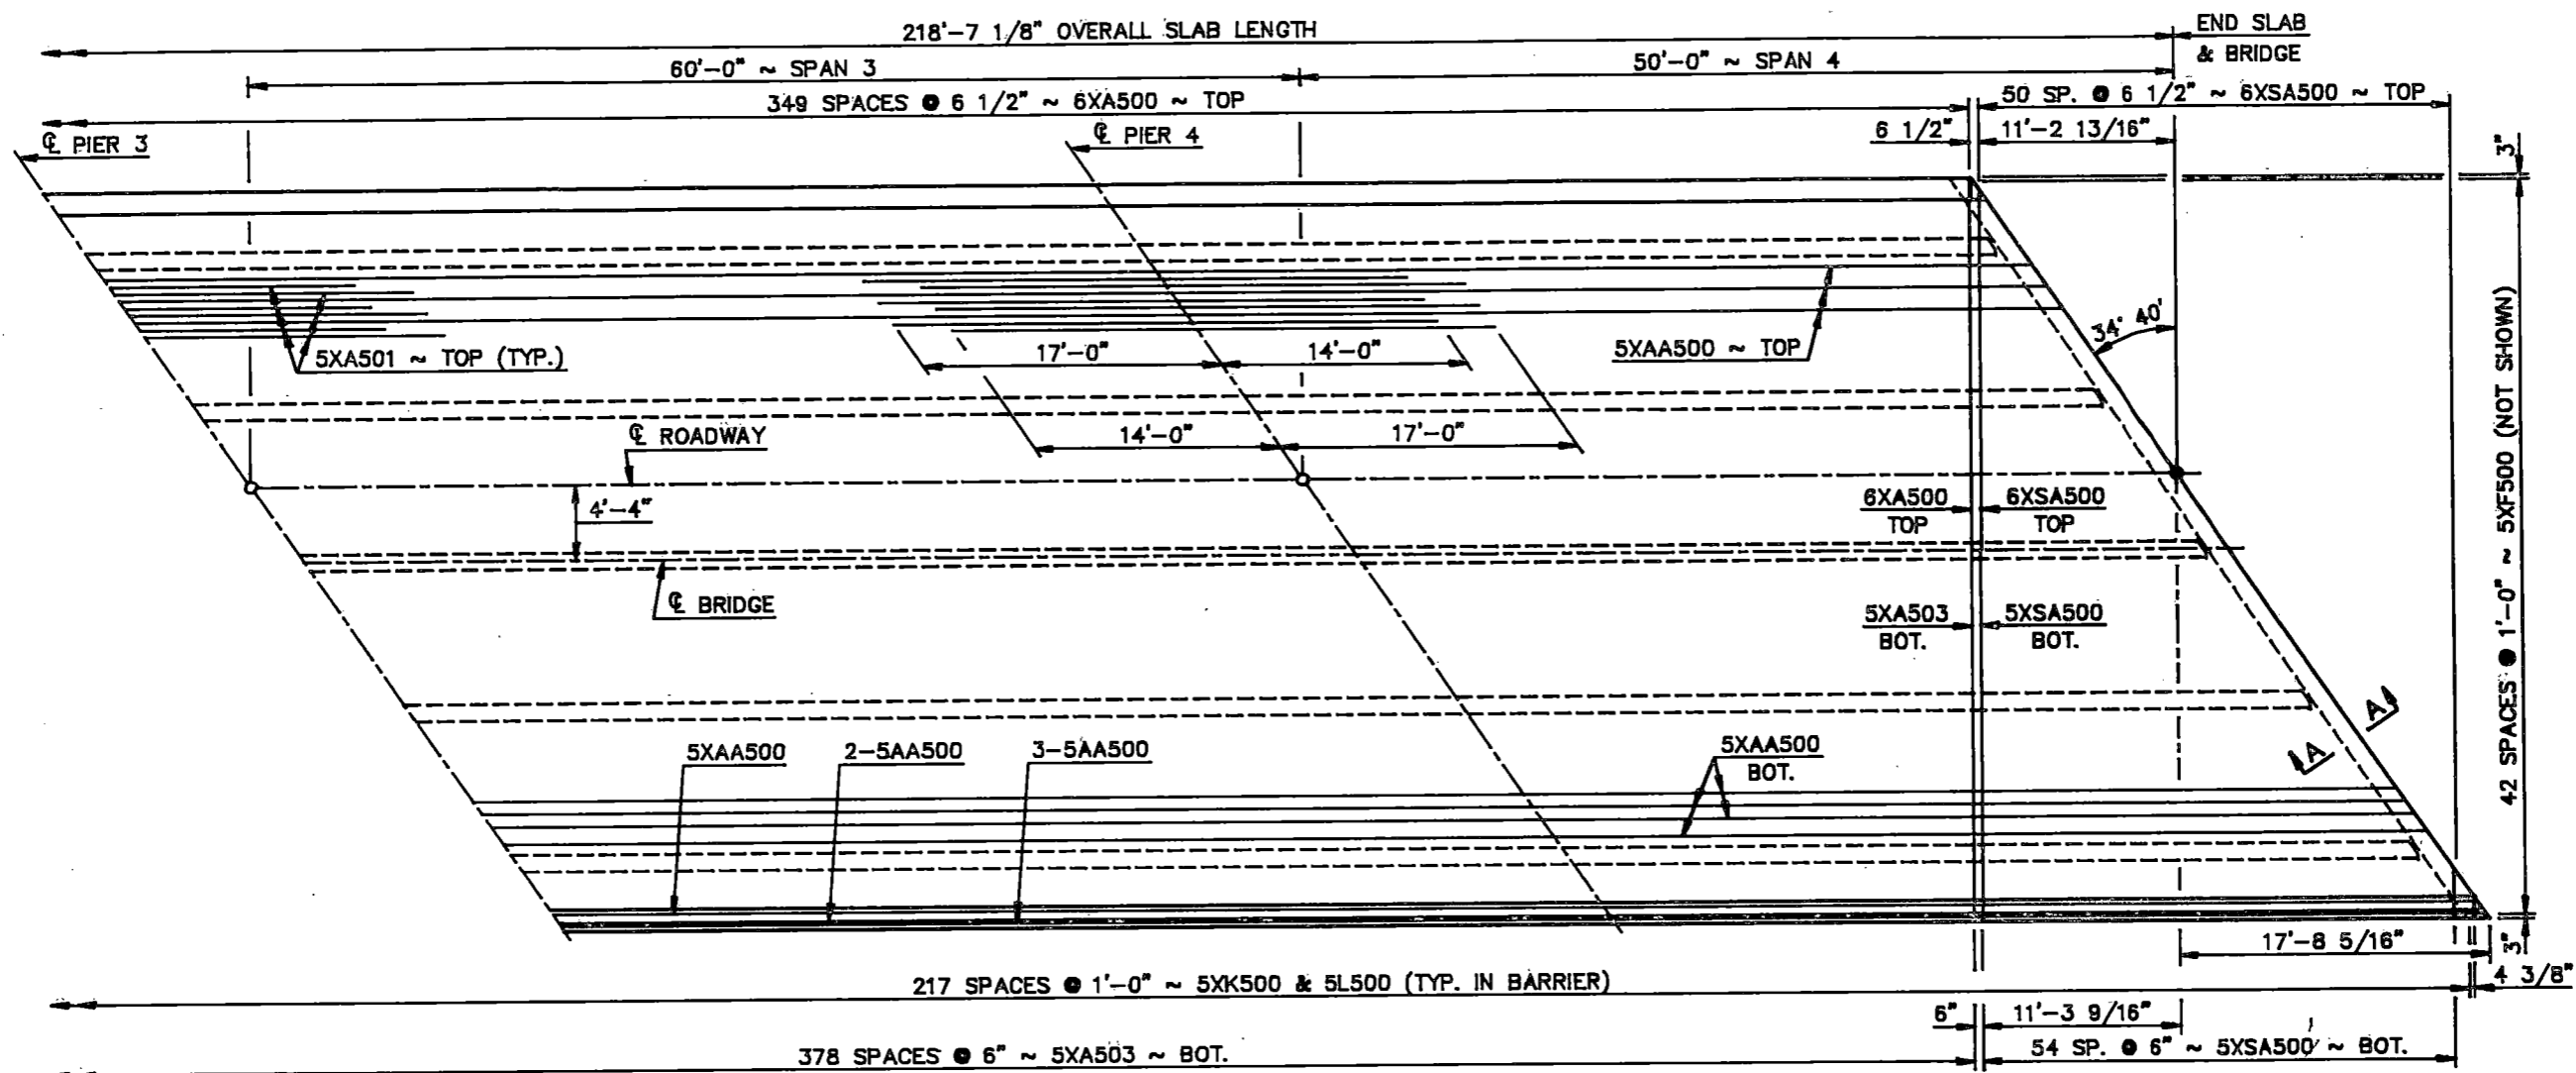 218'-7 1/8" OVERALL SLAB LENGTH
END SLAB
& BRIDGE
60'-0" ~ SPAN 3
50'-0" ~ SPAN 4
349 SPACES @ 6 1/2" ~ 6XA500 ~ TOP
50 SP. @ 6 1/2" ~ 6XSA500 ~ TOP
℄ PIER 3
℄ PIER 4
6 1/2"
11'-2 13/16"
3"
34° 40'
5XA501 ~ TOP (TYP.)
17'-0"
14'-0"
5XAA500 ~ TOP
℄ ROADWAY
14'-0"
17'-0"
4'-4"
6XA500
TOP
6XSA500
TOP
42 SPACES @ 1'-0" ~ 5XF500 (NOT SHOWN)
℄ BRIDGE
5XA503
BOT.
5XSA500
BOT.
A
A
5XAA500
2-5AA500
3-5AA500
5XAA500
BOT.
17'-8 5/16"
3"
217 SPACES @ 1'-0" ~ 5XK500 & 5L500 (TYP. IN BARRIER)
4 3/8"
6"
11'-3 9/16"
378 SPACES @ 6" ~ 5XA503 ~ BOT.
54 SP. @ 6" ~ 5XSA500 ~ BOT.